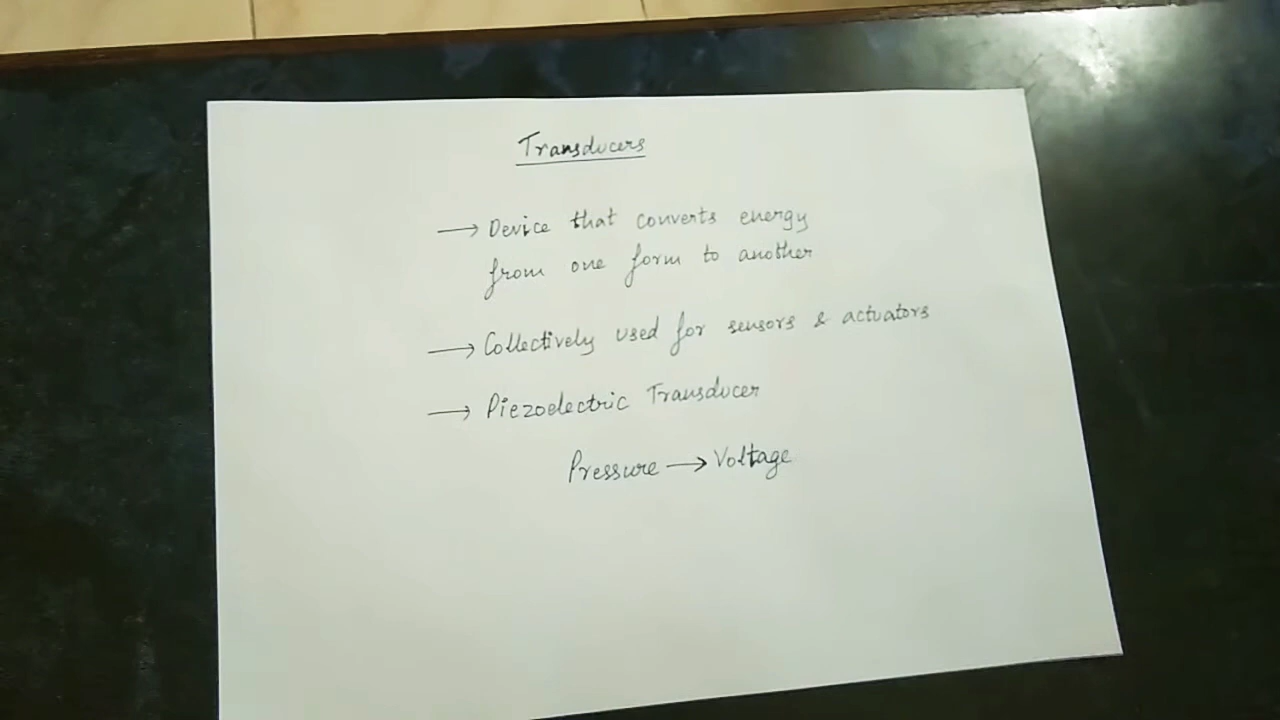 Transducers
→ Device that converts energy
from one form to another
→ Collectively used for sensors & actuators
→ Piezoelectric Transducer
Pressure → Voltage